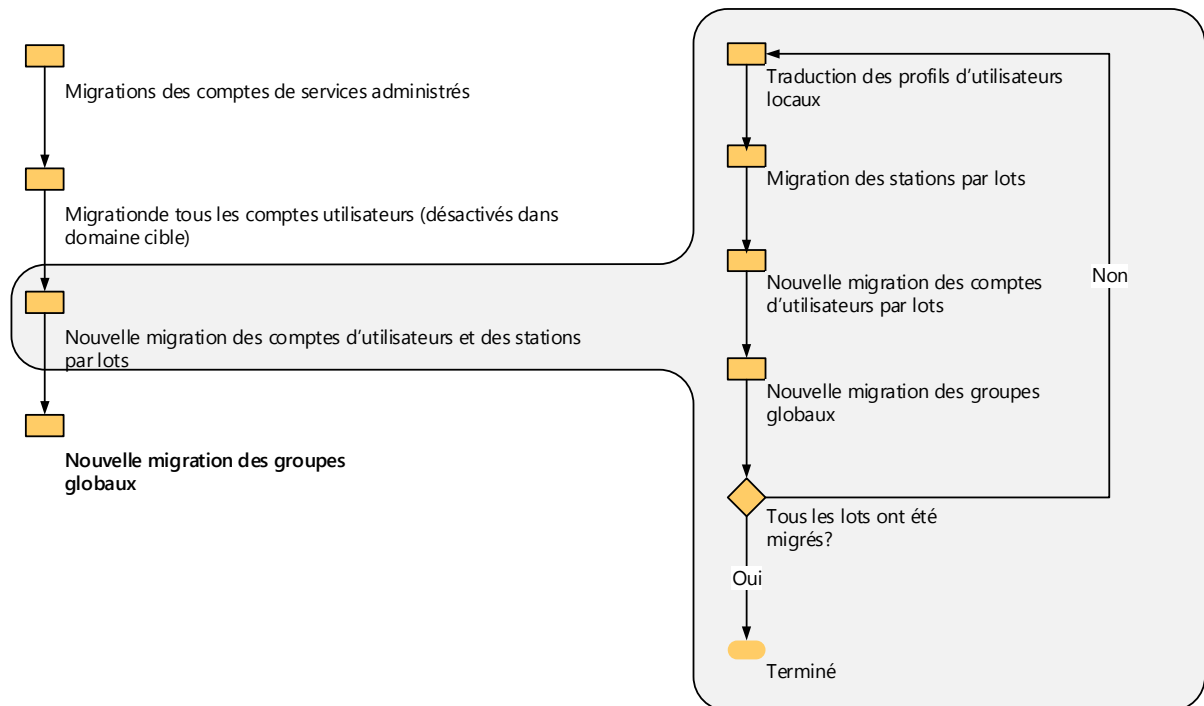 Migrations des comptes de services administrés
Migrationde tous les comptes utilisateurs (désactivés dans
domaine cible)
Nouvelle migration des comptes d’utilisateurs et des stations
par lots
Nouvelle migration des groupes
globaux
Traduction des profils d’utilisateurs
locaux
Migration des stations par lots
Nouvelle migration des comptes
d’utilisateurs par lots
Nouvelle migration des groupes
globaux
Tous les lots ont été
migrés?
Non
Oui
Terminé